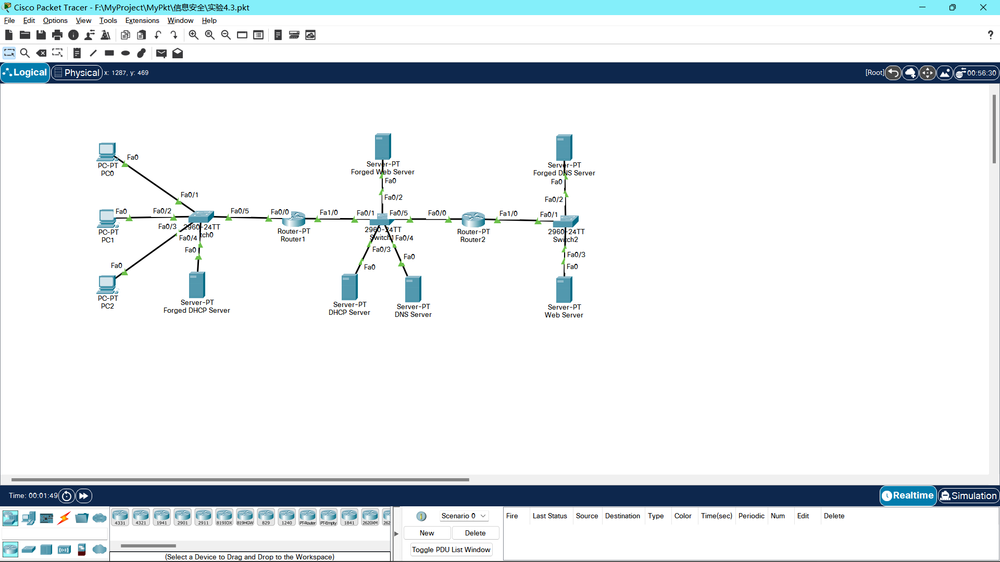 Cisco Packet Tracer - F:\MyProject\MyPkt\信息安全\实验4.3.pkt
File Edit Options View Tools Extensions Window Help
?
Logical Physical x: 1287, y: 469 [Root] 00:56:30
Fa0
PC-PT
PC0
Fa0/1
Fa0
PC-PT
PC1
Fa0/2
Fa0/3
2960-24TT
tch0
Fa0/4
Fa0
Fa0
PC-PT
PC2
Server-PT
Forged DHCP Server
Fa0/5
Fa0/0
Router-PT
Router1
Fa1/0
Server-PT
Forged Web Server
Fa0
Fa0/2
Fa0/1
Fa0/5
2960-24TT
Switch1
Fa0/4
Fa0/3
Fa0
Fa0
Server-PT
DHCP Server
Server-PT
DNS Server
Fa0/0
Router-PT
Router2
Fa1/0
Server-PT
Forged DNS Server
Fa0
Fa0/2
Fa0/1
2960-24TT
Switch2
Fa0/3
Fa0
Server-PT
Web Server
Time: 00:01:49 Realtime Simulation
4331 4321 1941 2901 2911 819IOX 819HGW 829 1240 PT-Router PT-Empty 1841 2620XM 262
(Select a Device to Drag and Drop to the Workspace)
Scenario 0
New Delete
Toggle PDU List Window
Fire Last Status Source Destination Type Color Time(sec) Periodic Num Edit Delete